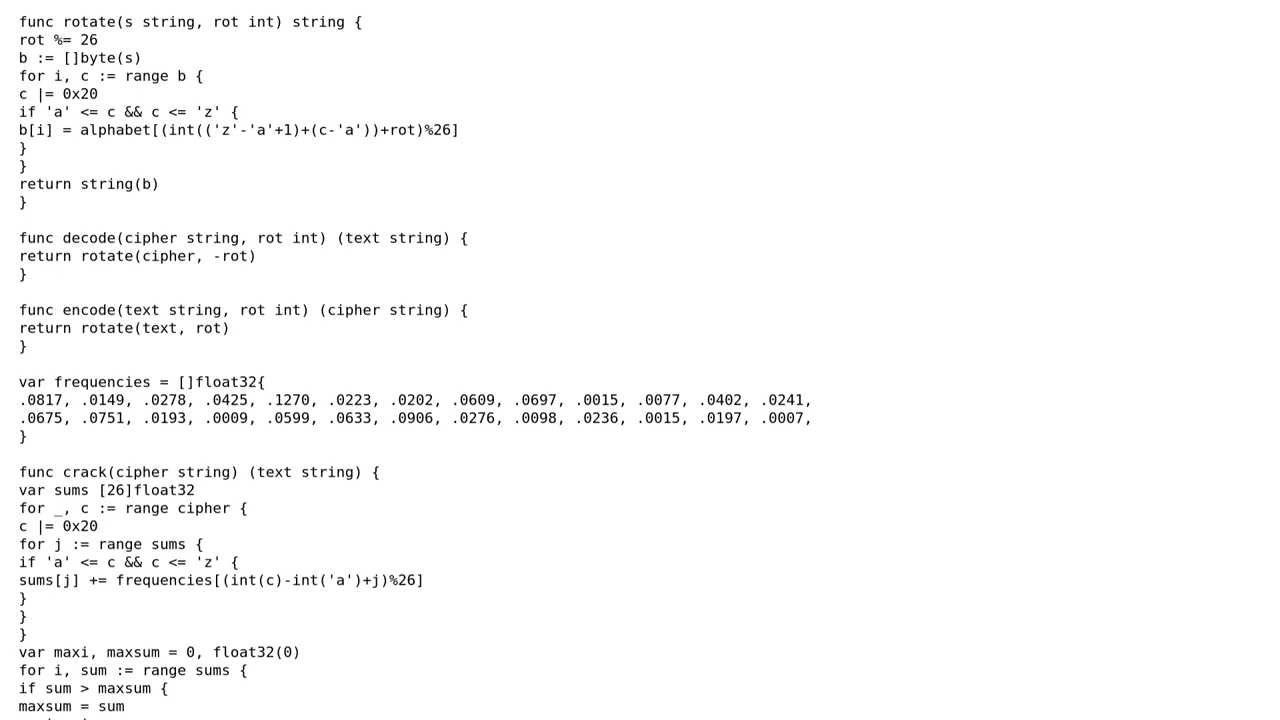 func rotate(s string, rot int) string {
rot %= 26
b := []byte(s)
for i, c := range b {
c |= 0x20
if 'a' <= c && c <= 'z' {
b[i] = alphabet[(int(('z'-'a'+1)+(c-'a'))+rot)%26]
}
}
return string(b)
}

func decode(cipher string, rot int) (text string) {
return rotate(cipher, -rot)
}

func encode(text string, rot int) (cipher string) {
return rotate(text, rot)
}

var frequencies = []float32{
.0817, .0149, .0278, .0425, .1270, .0223, .0202, .0609, .0697, .0015, .0077, .0402, .0241,
.0675, .0751, .0193, .0009, .0599, .0633, .0906, .0276, .0098, .0236, .0015, .0197, .0007,
}

func crack(cipher string) (text string) {
var sums [26]float32
for _, c := range cipher {
c |= 0x20
for j := range sums {
if 'a' <= c && c <= 'z' {
sums[j] += frequencies[(int(c)-int('a')+j)%26]
}
}
}
var maxi, maxsum = 0, float32(0)
for i, sum := range sums {
if sum > maxsum {
maxsum = sum